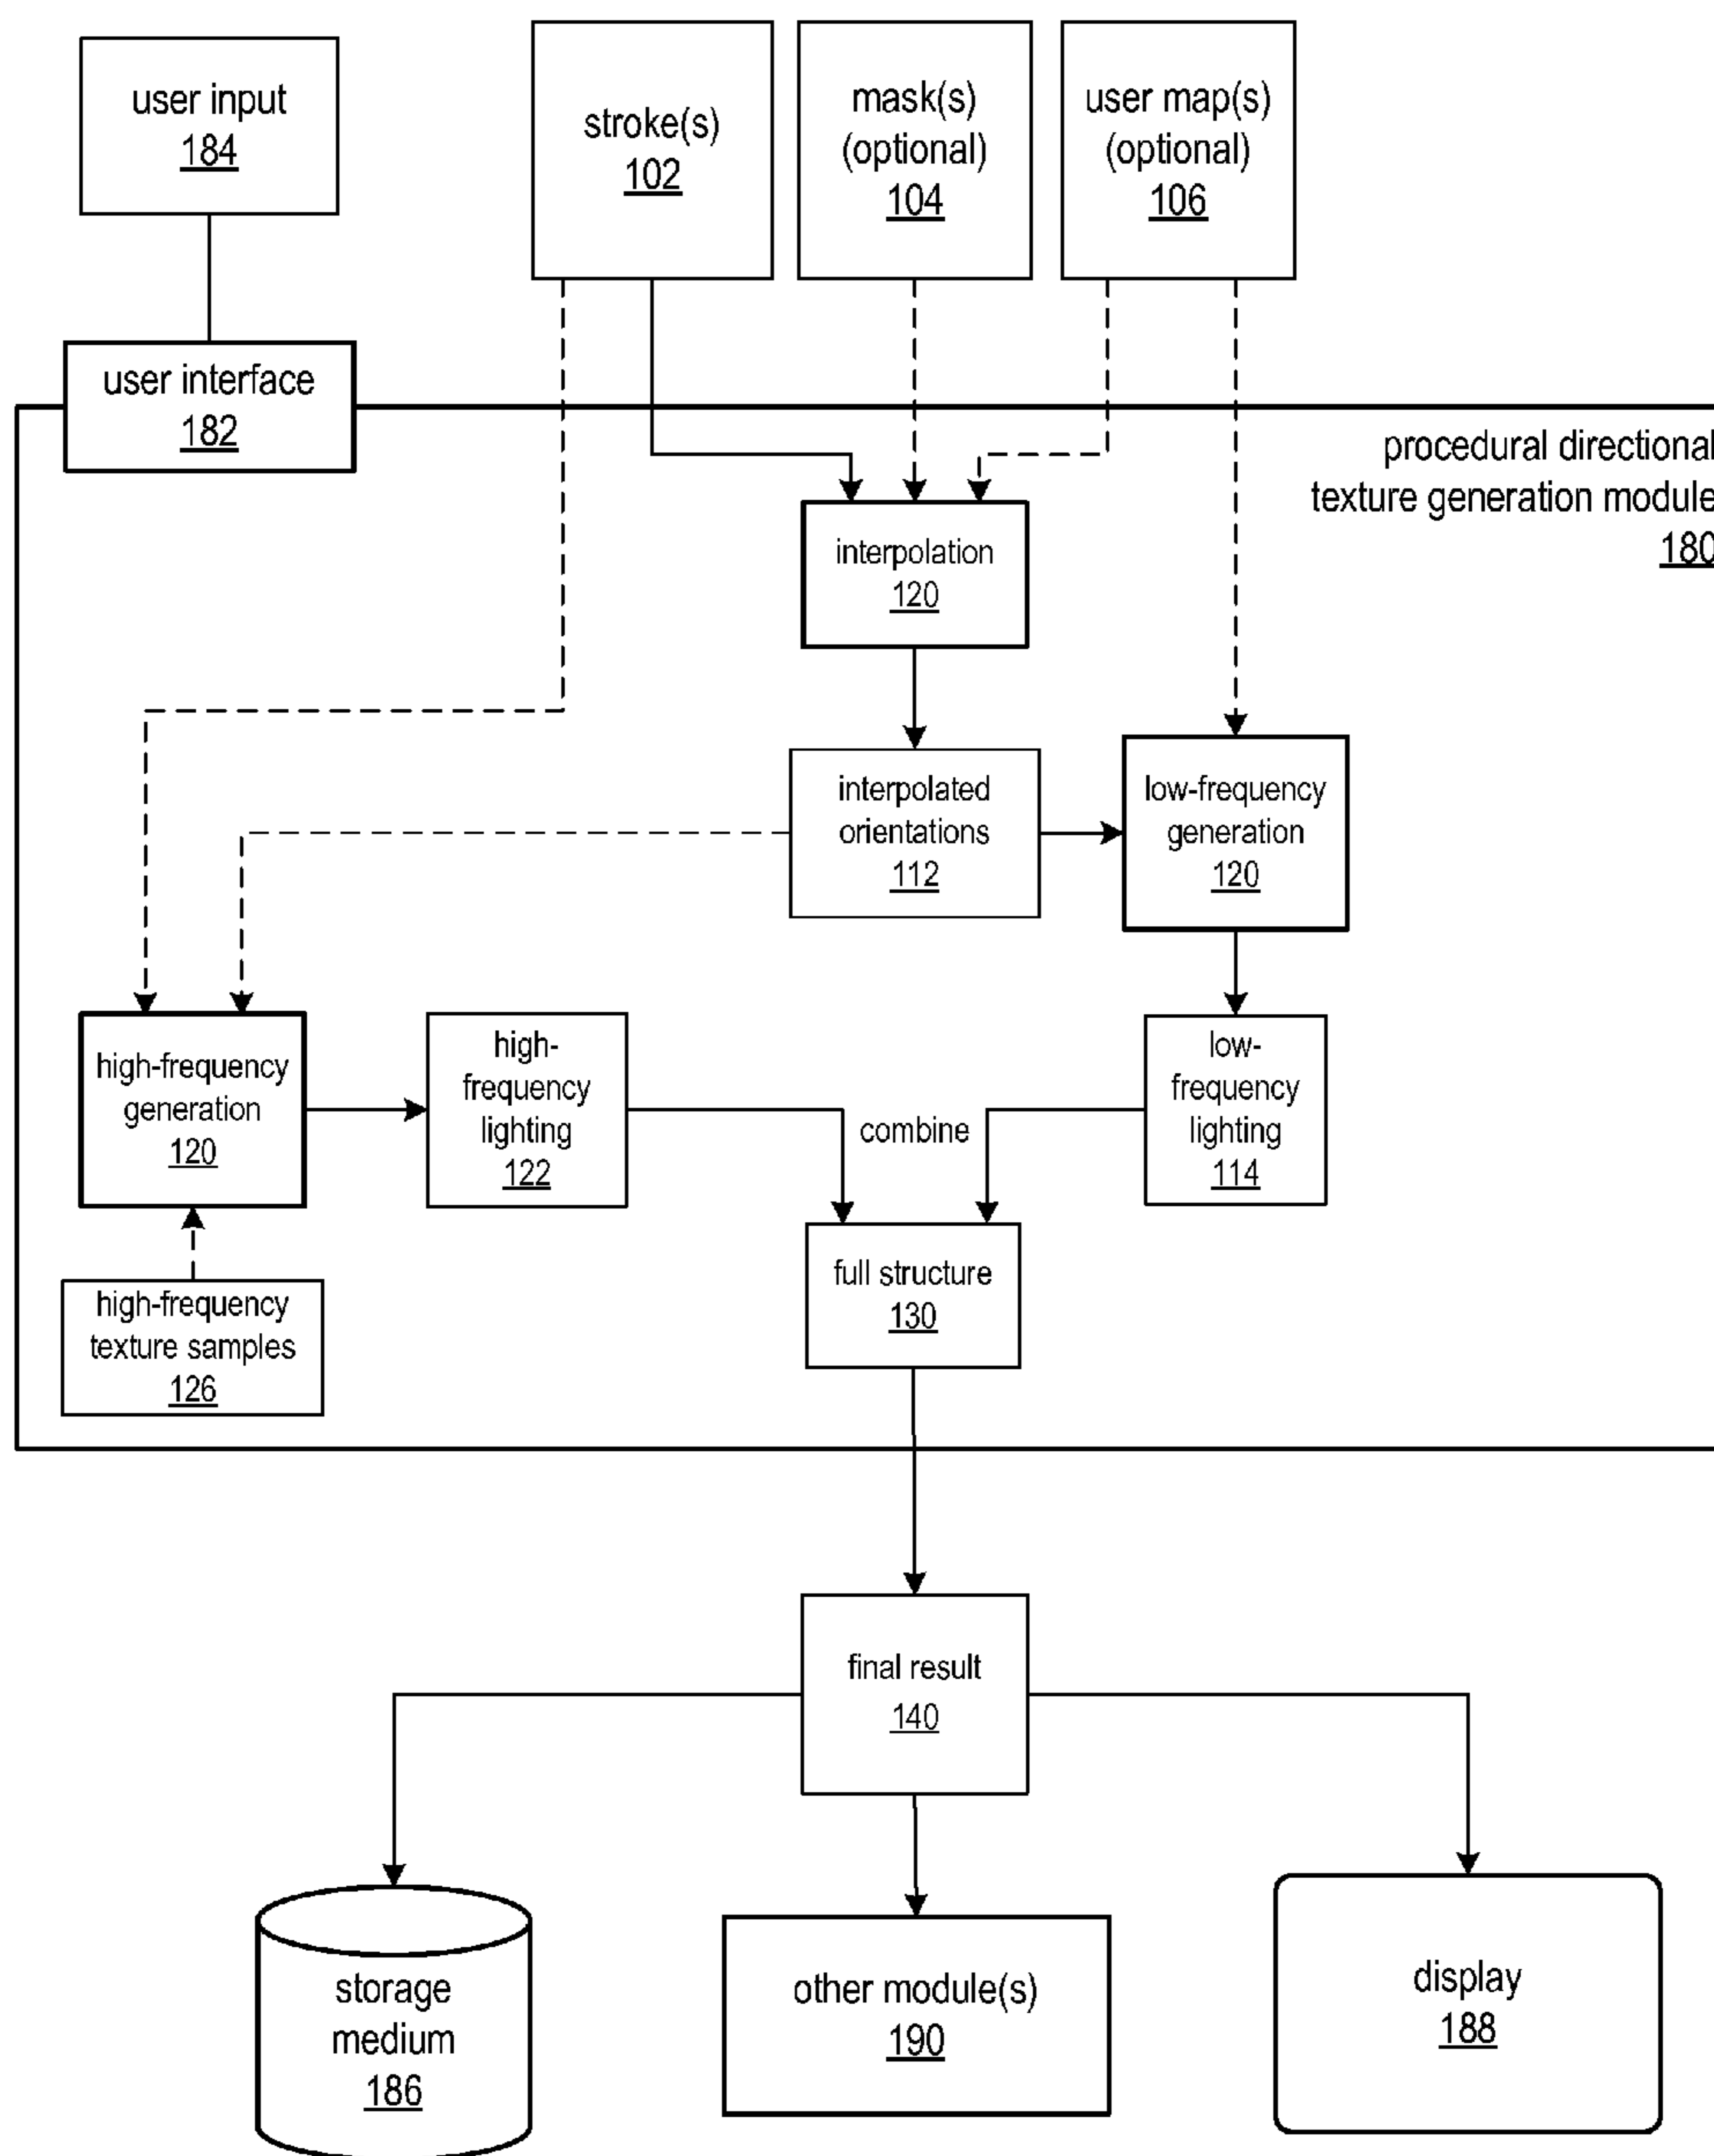 user input
184
stroke(s)
102
mask(s)
(optional)
104
user map(s)
(optional)
106
user interface
182
procedural directional
texture generation module
180
interpolation
120
interpolated
orientations
112
low-frequency
generation
120
high-frequency
generation
120
high-
frequency
lighting
122
combine
low-
frequency
lighting
114
high-frequency
texture samples
126
full structure
130
final result
140
storage
medium
186
other module(s)
190
display
188